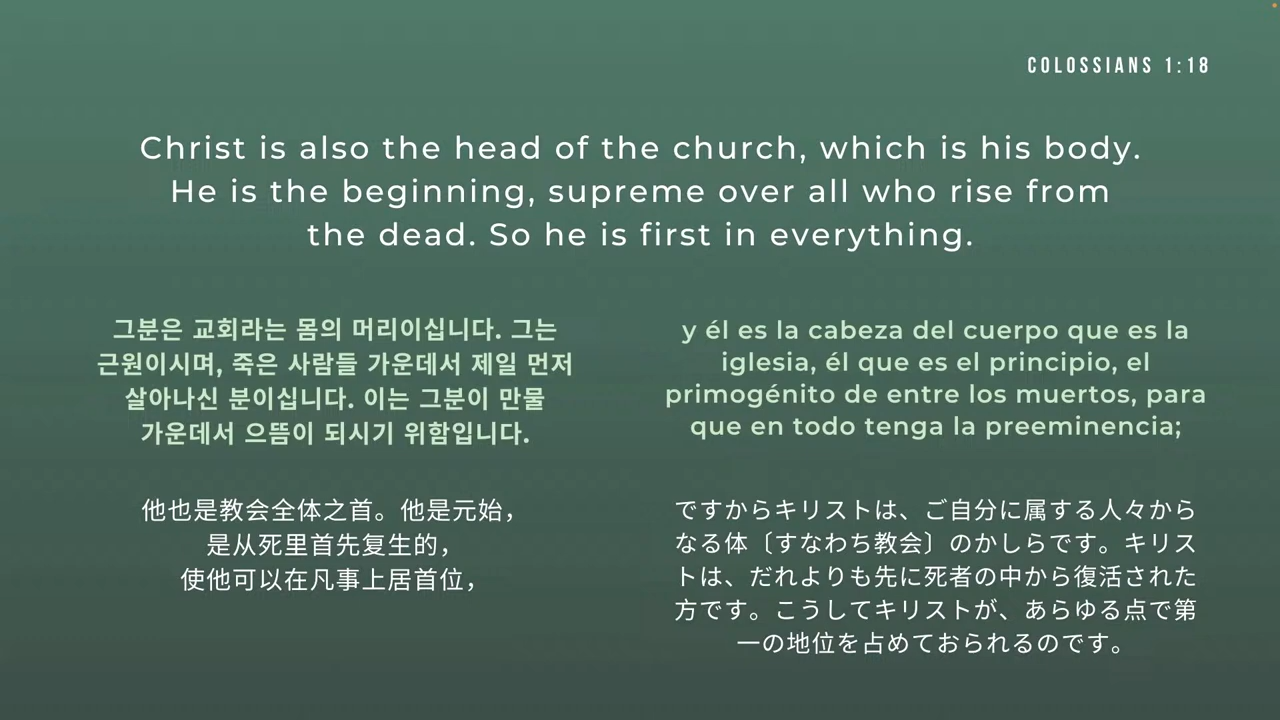 COLOSSIANS 1:18
Christ is also the head of the church, which is his body.
He is the beginning, supreme over all who rise from
the dead. So he is first in everything.
그분은 교회라는 몸의 머리이십니다. 그는
근원이시며, 죽은 사람들 가운데서 제일 먼저
살아나신 분이십니다. 이는 그분이 만물
가운데서 으뜸이 되시기 위함입니다.
y él es la cabeza del cuerpo que es la
iglesia, él que es el principio, el
primogénito de entre los muertos, para
que en todo tenga la preeminencia;
他也是教会全体之首。他是元始，
是从死里首先复生的，
使他可以在凡事上居首位，
ですからキリストは、ご自分に属する人々から
なる体〔すなわち教会〕のかしらです。キリス
トは、だれよりも先に死者の中から復活された
方です。こうしてキリストが、あらゆる点で第
一の地位を占めておられるのです。